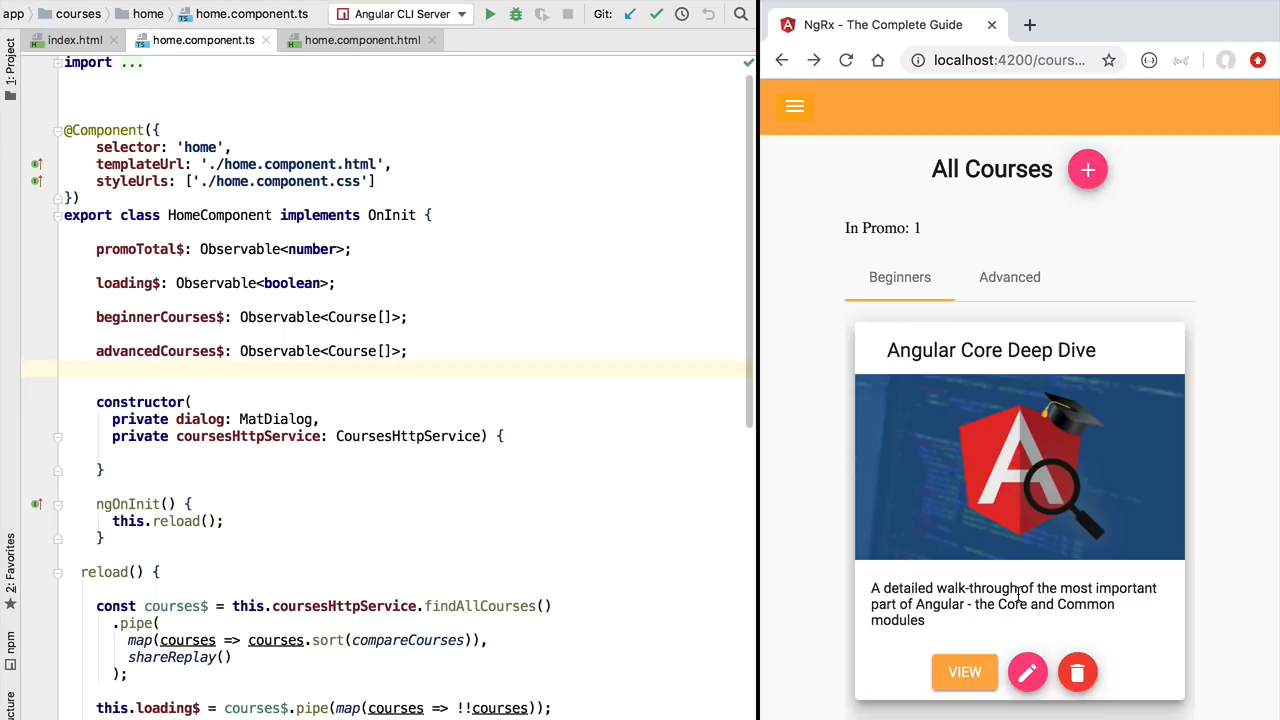 app courses home home.component.ts Angular CLI Server Git:
index.html home.component.ts home.component.html
1: Project
2: Favorites
npm
import ...
@Component({
selector: 'home',
templateUrl: './home.component.html',
styleUrls: ['./home.component.css']
})
export class HomeComponent implements OnInit {
promoTotal$: Observable<number>;
loading$: Observable<boolean>;
beginnerCourses$: Observable<Course[]>;
advancedCourses$: Observable<Course[]>;
constructor(
private dialog: MatDialog,
private coursesHttpService: CoursesHttpService) {
}
ngOnInit() {
this.reload();
}
reload() {
const courses$ = this.coursesHttpService.findAllCourses()
.pipe(
map(courses => courses.sort(compareCourses)),
shareReplay()
);
this.loading$ = courses$.pipe(map(courses => !!courses));
NgRx - The Complete Guide
localhost:4200/cours...
All Courses +
In Promo: 1
Beginners Advanced
Angular Core Deep Dive
A
A detailed walk-through of the most important
part of Angular - the Core and Common
modules
VIEW